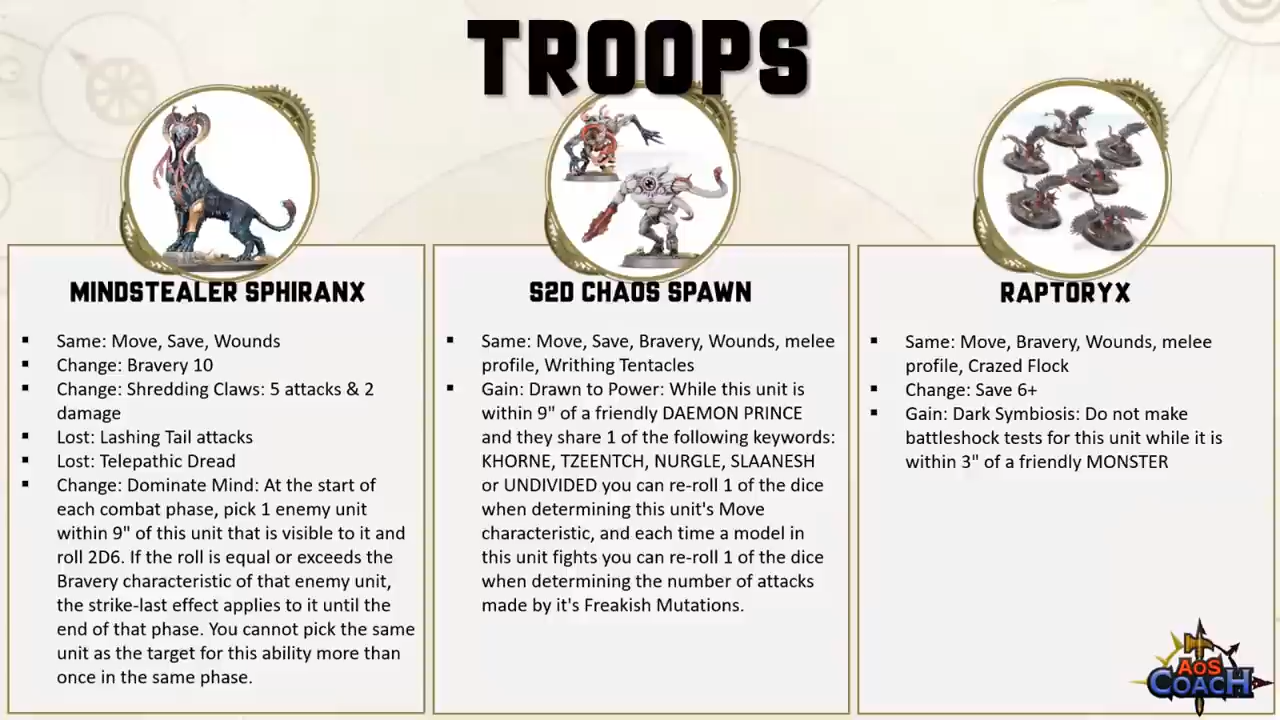 TROOPS
MINDSTEALER SPHIRANX
▪ Same: Move, Save, Wounds
▪ Change: Bravery 10
▪ Change: Shredding Claws: 5 attacks & 2
damage
▪ Lost: Lashing Tail attacks
▪ Lost: Telepathic Dread
▪ Change: Dominate Mind: At the start of
each combat phase, pick 1 enemy unit
within 9" of this unit that is visible to it and
roll 2D6. If the roll is equal or exceeds the
Bravery characteristic of that enemy unit,
the strike-last effect applies to it until the
end of that phase. You cannot pick the same
unit as the target for this ability more than
once in the same phase.
S2D CHAOS SPAWN
▪ Same: Move, Save, Bravery, Wounds, melee
profile, Writhing Tentacles
▪ Gain: Drawn to Power: While this unit is
within 9" of a friendly DAEMON PRINCE
and they share 1 of the following keywords:
KHORNE, TZEENTCH, NURGLE, SLAANESH
or UNDIVIDED you can re-roll 1 of the dice
when determining this unit's Move
characteristic, and each time a model in
this unit fights you can re-roll 1 of the dice
when determining the number of attacks
made by it's Freakish Mutations.
RAPTORYX
▪ Same: Move, Bravery, Wounds, melee
profile, Crazed Flock
▪ Change: Save 6+
▪ Gain: Dark Symbiosis: Do not make
battleshock tests for this unit while it is
within 3" of a friendly MONSTER
AoS
COACH